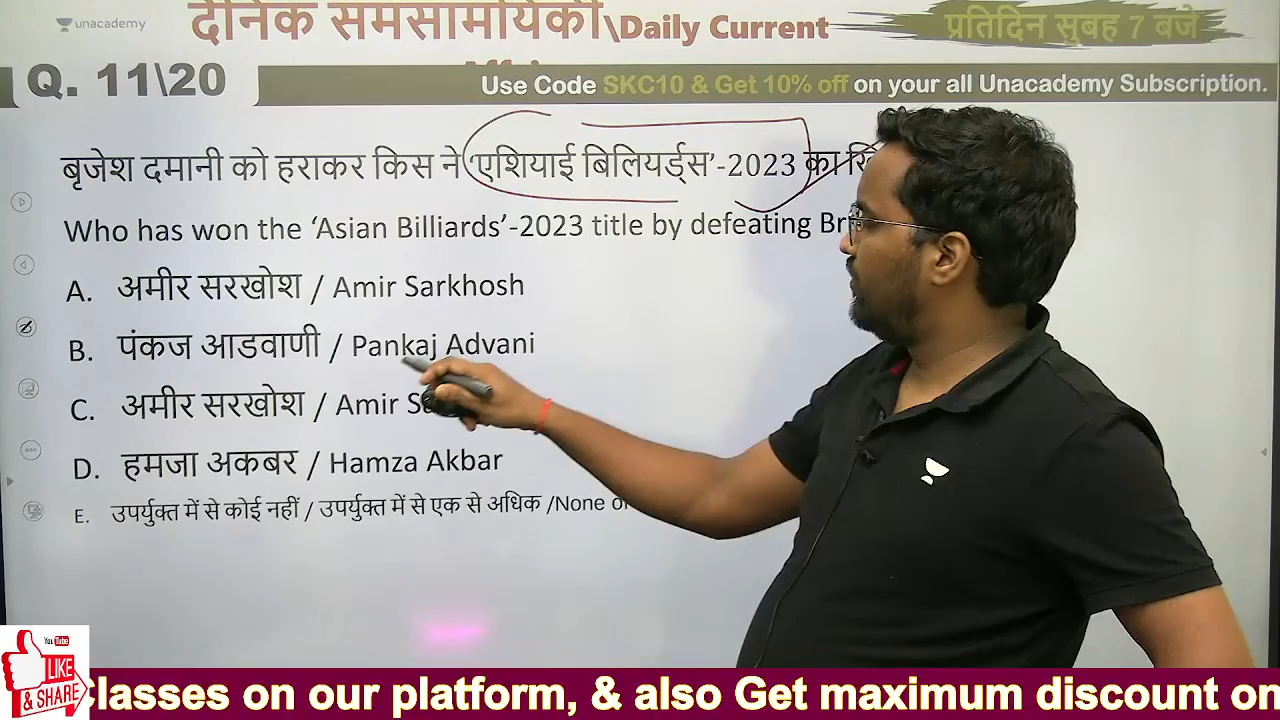 unacademy
दैनिक समसामयिकी\Daily Current
प्रतिदिन सुबह 7 बजे
Q. 11\20
Use Code SKC10 & Get 10% off on your all Unacademy Subscription.
बृजेश दमानी को हराकर किस ने 'एशियाई बिलियर्ड्स'-2023 का
Who has won the 'Asian Billiards'-2023 title by defeating
A. अमीर सरखोश / Amir Sarkhosh
B. पंकज आडवाणी / Pankaj Advani
C. अमीर सरखोश / Amir
D. हमजा अकबर / Hamza Akbar
E. उपर्युक्त में से कोई नहीं / उपर्युक्त में से एक से अधिक /None
YouTube
LIKE
& SHARE
classes on our platform, & also Get maximum discount on